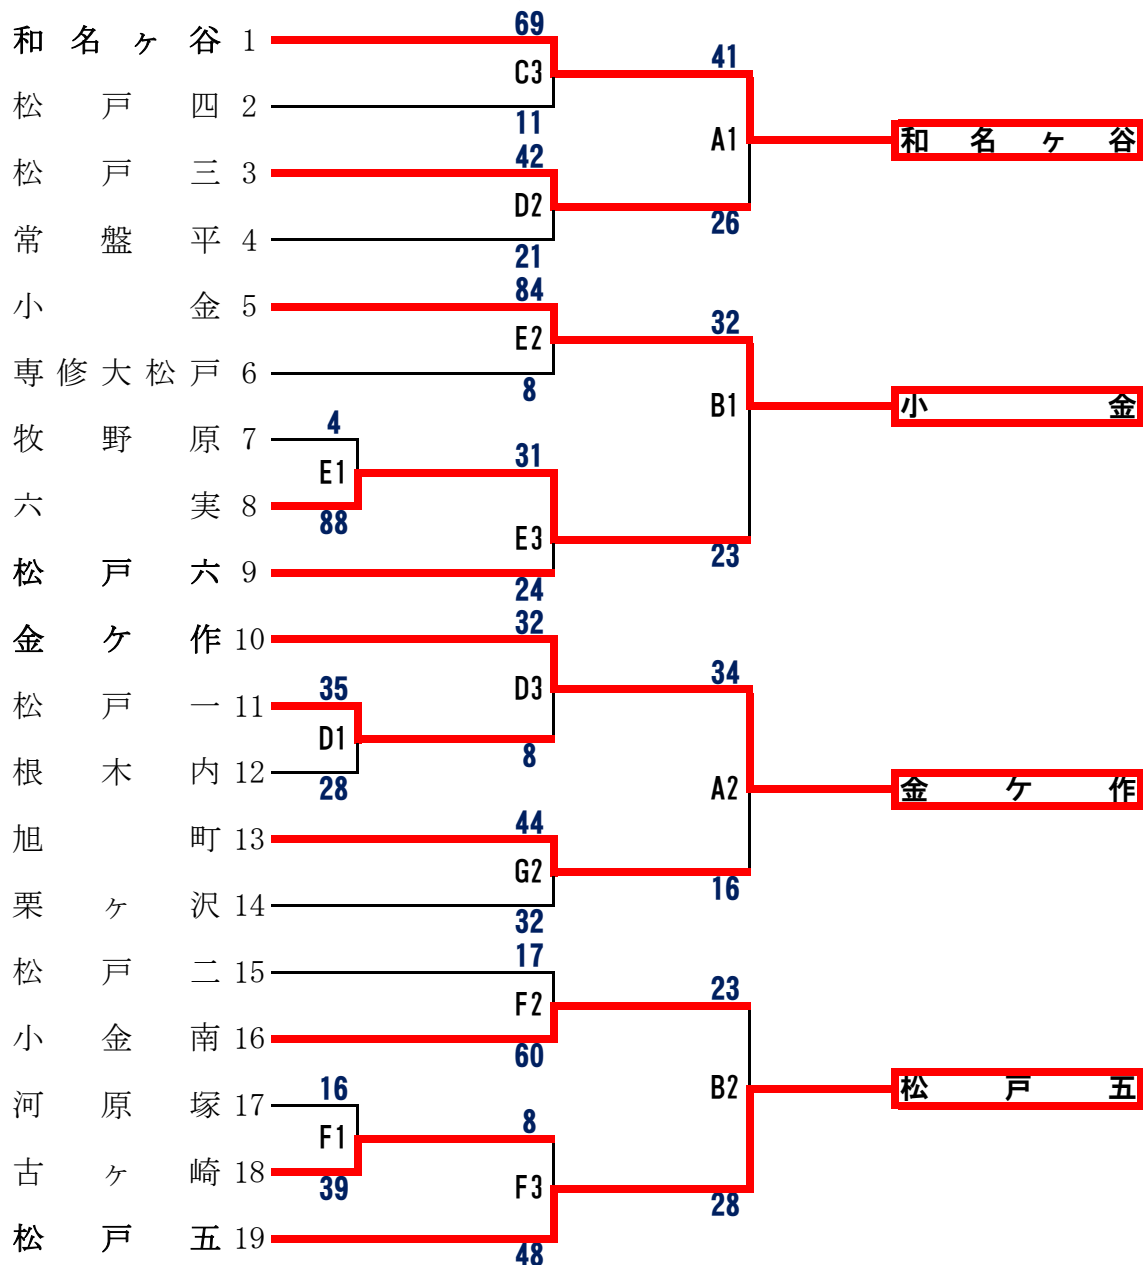 69
和名ヶ谷 1
41
C3
松戸四 2
11
A1
和名ヶ谷
42
松戸三 3
D2
26
常盤平 4
21
84
小金 5
32
E2
専修大松戸 6
8
B1
小金
4
牧野原 7
31
E1
六実 8
88
E3
23
松戸六 9
24
32
金ケ作 10
34
35
D3
松戸一 11
D1
8
根木内 12
28
A2
金ケ作
44
旭町 13
G2
16
栗ヶ沢 14
32
17
松戸二 15
23
F2
小金南 16
60
16
B2
松戸五
河原塚 17
8
F1
古ヶ崎 18
39
F3
28
松戸五 19
48